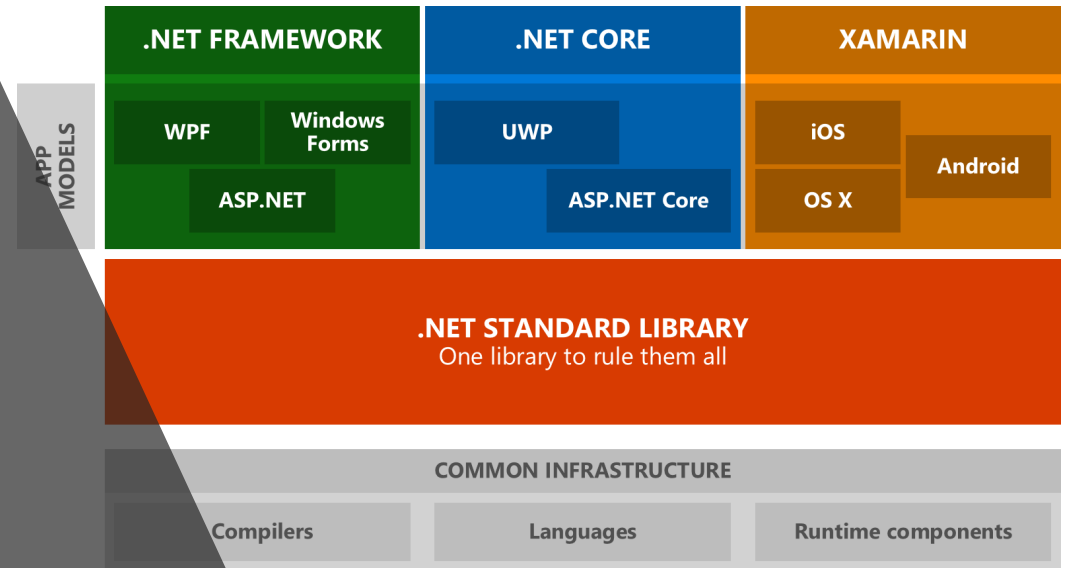 .NET FRAMEWORK
.NET CORE
XAMARIN
APP
MODELS
WPF
Windows
Forms
ASP.NET
UWP
ASP.NET Core
iOS
OS X
Android
.NET STANDARD LIBRARY
One library to rule them all
COMMON INFRASTRUCTURE
Compilers
Languages
Runtime components